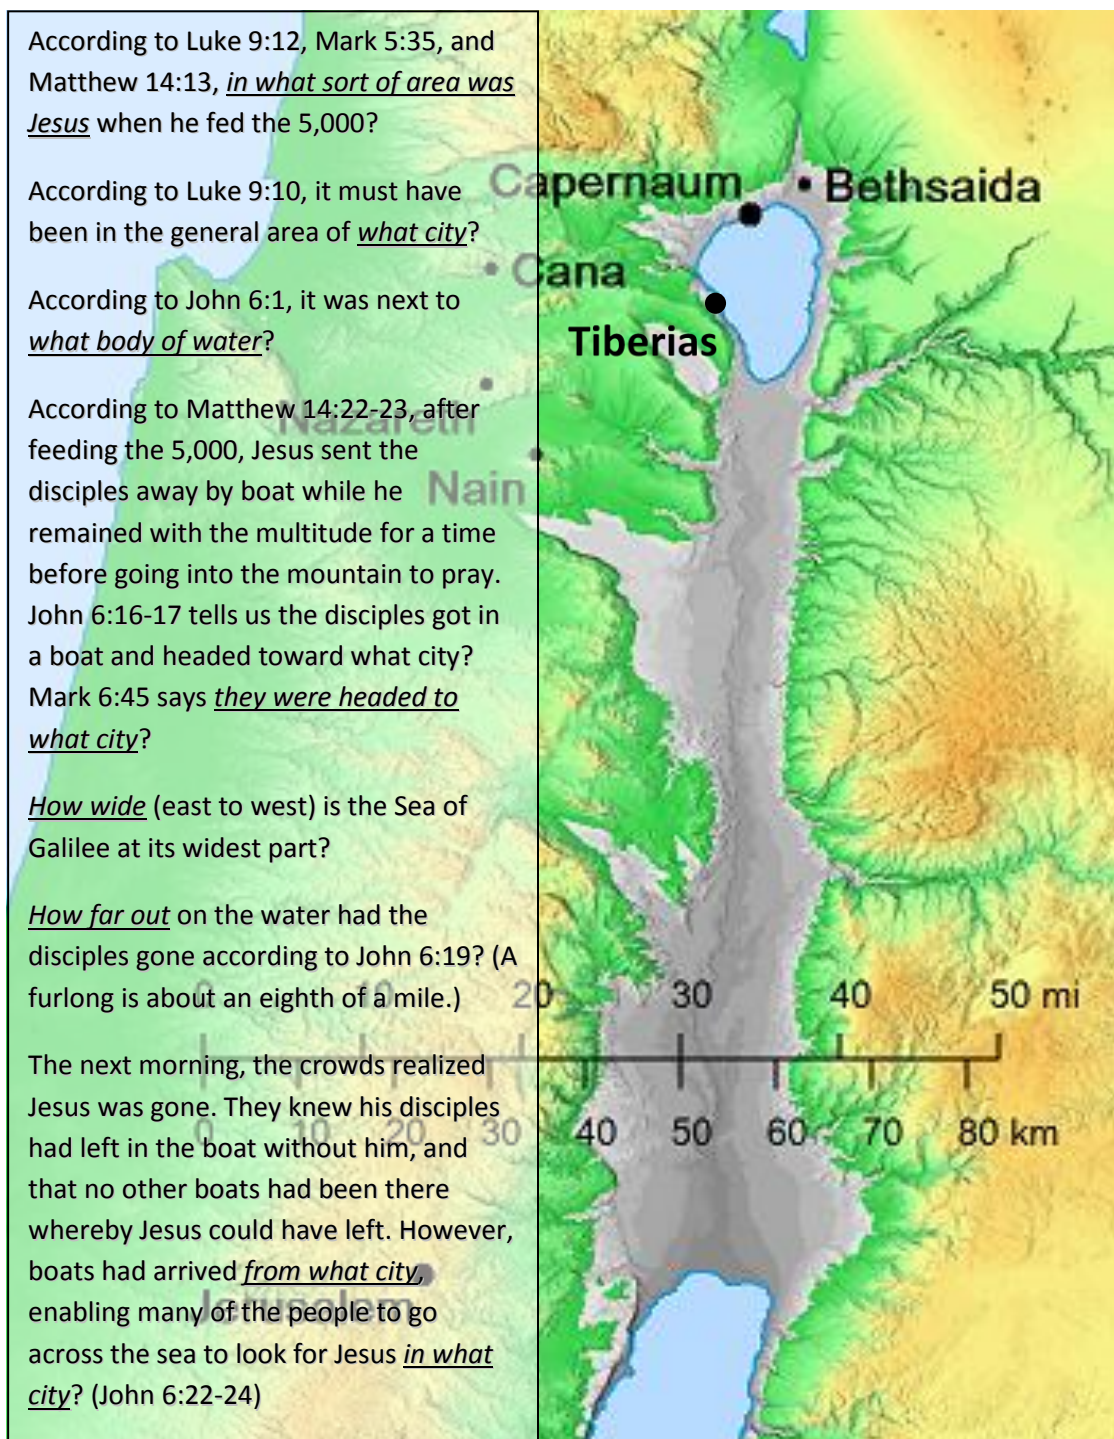 According to Luke 9:12, Mark 5:35, and
Matthew 14:13, in what sort of area was
Jesus when he fed the 5,000?
According to Luke 9:10, it must have
been in the general area of what city?
According to John 6:1, it was next to
what body of water?
According to Matthew 14:22-23, after
feeding the 5,000, Jesus sent the
disciples away by boat while he
remained with the multitude for a time
before going into the mountain to pray.
John 6:16-17 tells us the disciples got in
a boat and headed toward what city?
Mark 6:45 says they were headed to
what city?
How wide (east to west) is the Sea of
Galilee at its widest part?
How far out on the water had the
disciples gone according to John 6:19? (A
furlong is about an eighth of a mile.)
The next morning, the crowds realized
Jesus was gone. They knew his disciples
had left in the boat without him, and
that no other boats had been there
whereby Jesus could have left. However,
boats had arrived from what city,
enabling many of the people to go
across the sea to look for Jesus in what
city? (John 6:22-24)
Capernaum
Bethsaida
Cana
Tiberias
Nazareth
Nain
0 10 20 30 40 50 mi
0 10 20 30 40 50 60 70 80 km
Jerusalem